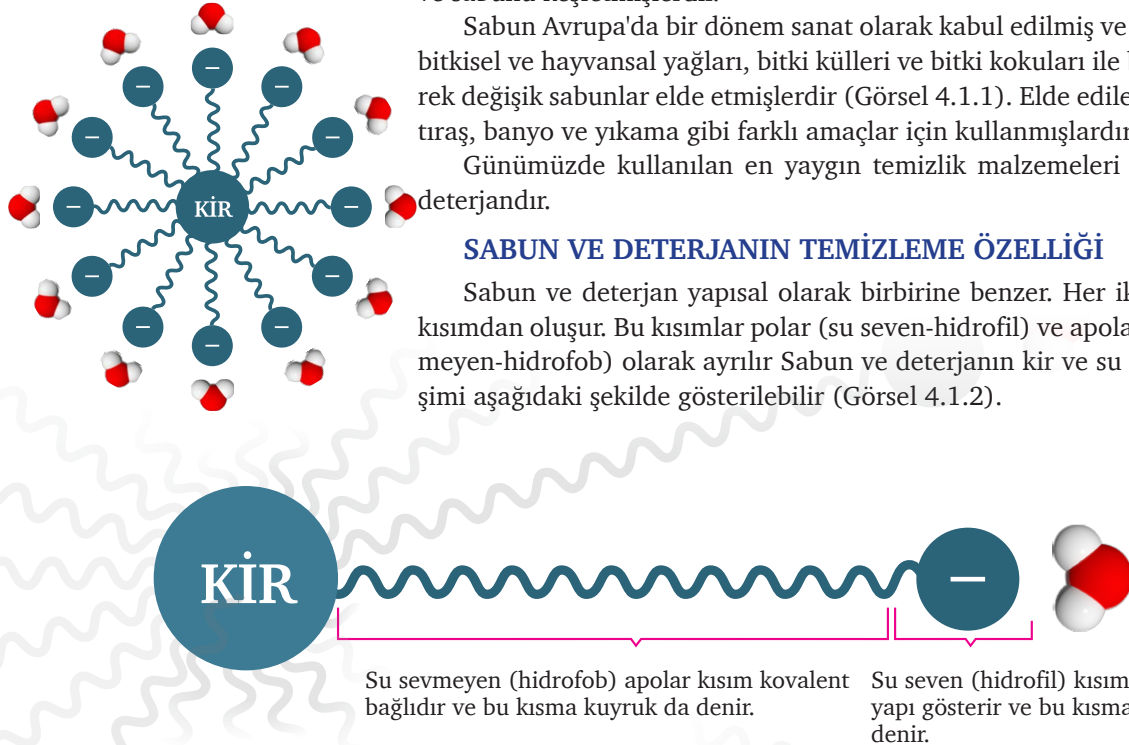 Sabun Avrupa'da bir dönem sanat olarak kabul edilmiş ve
bitkisel ve hayvansal yağları, bitki külleri ve bitki kokuları ile
rek değişik sabunlar elde etmişlerdir (Görsel 4.1.1). Elde
tıraş, banyo ve yıkama gibi farklı amaçlar için
Günümüzde kullanılan en yaygın temizlik malzemeleri
deterjandır.
SABUN VE DETERJANIN TEMİZLEME ÖZELLİĞİ
Sabun ve deterjan yapısal olarak birbirine benzer. Her
kısımdan oluşur. Bu kısımlar polar (su seven-hidrofil) ve
meyen-hidrofob) olarak ayrılır Sabun ve deterjanın kir ve su
şimi aşağıdaki şekilde gösterilebilir (Görsel 4.1.2).
KİR
– – – – – – – – – – – –
KİR
–
Su sevmeyen (hidrofob) apolar kısım kovalent
bağlıdır ve bu kısma kuyruk da denir.
Su seven (hidrofil) kısım
yapı gösterir ve bu kısma
denir.